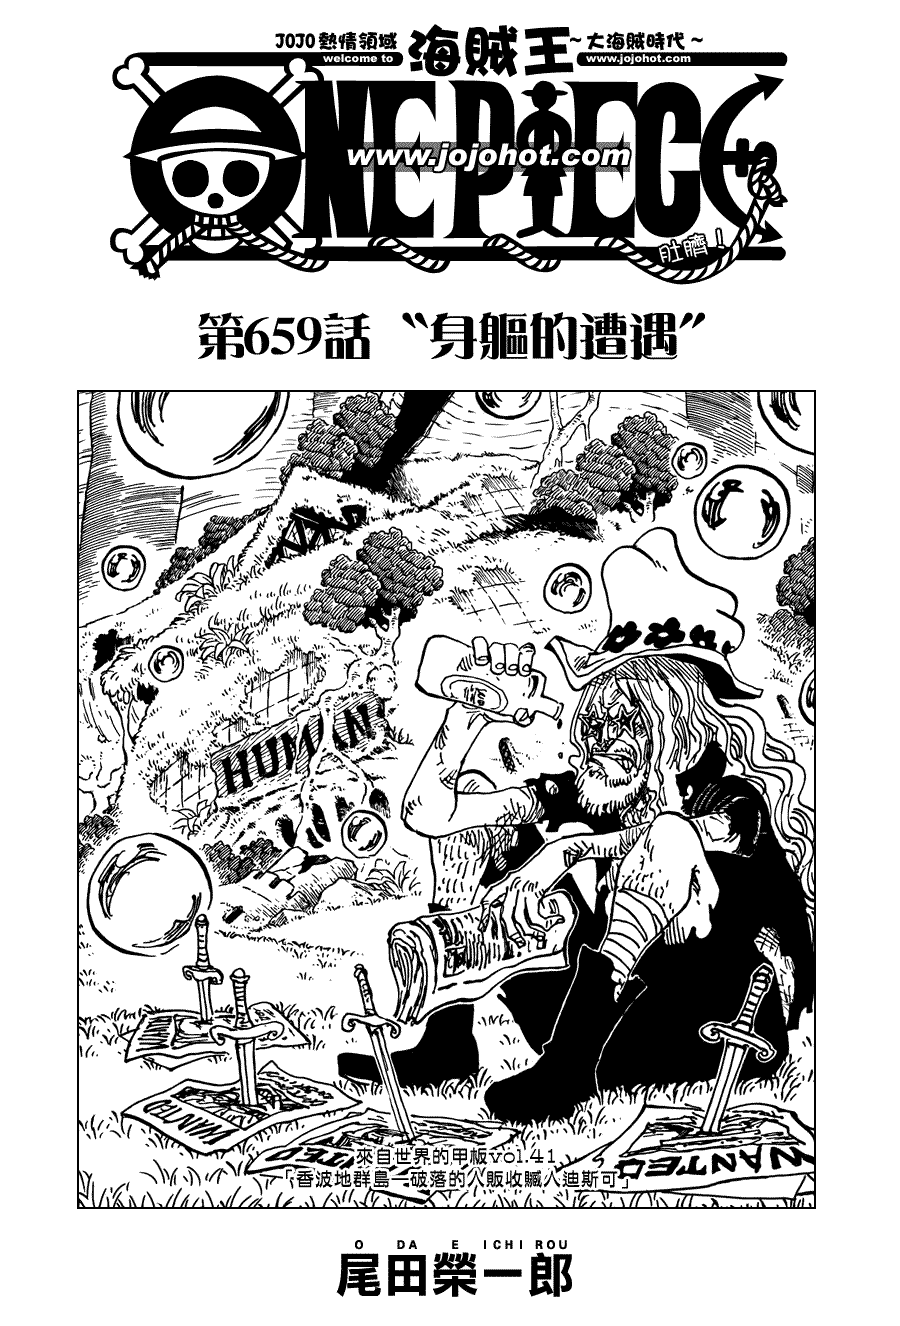 JOJO熱情領域 海賊王 ~大海賊時代~
welcome to www.jojohot.com
ONE PIECE
www.jojohot.com
肚臍！
第659話 〝身軀的遭遇〞
HUMAN
WANTED
WANTED
WANTED
來自世界的甲板vol.41
「香波地群島—破落的人販收贓人迪斯可」
O DA E ICHI ROU
尾田榮一郎